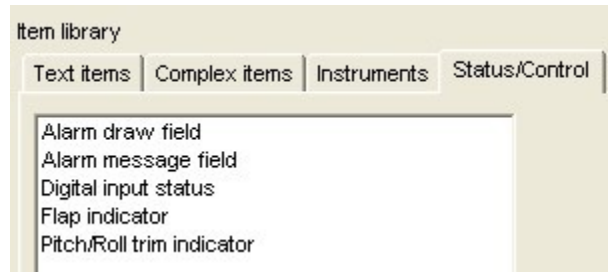 Item library
Text items Complex items Instruments Status/Control
Alarm draw field
Alarm message field
Digital input status
Flap indicator
Pitch/Roll trim indicator